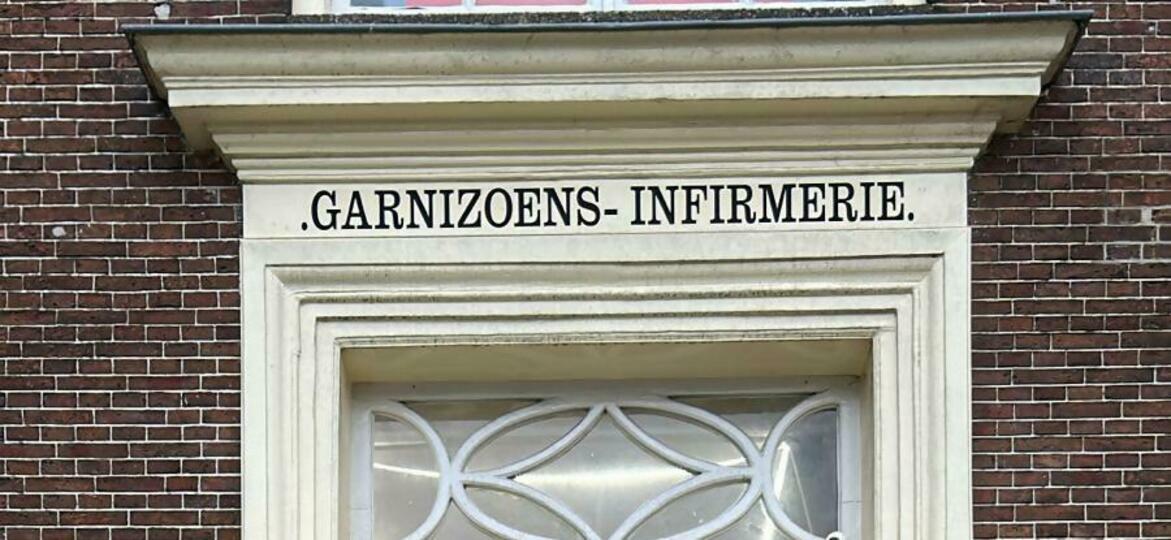 .GARNIZOENS- INFIRMERIE.